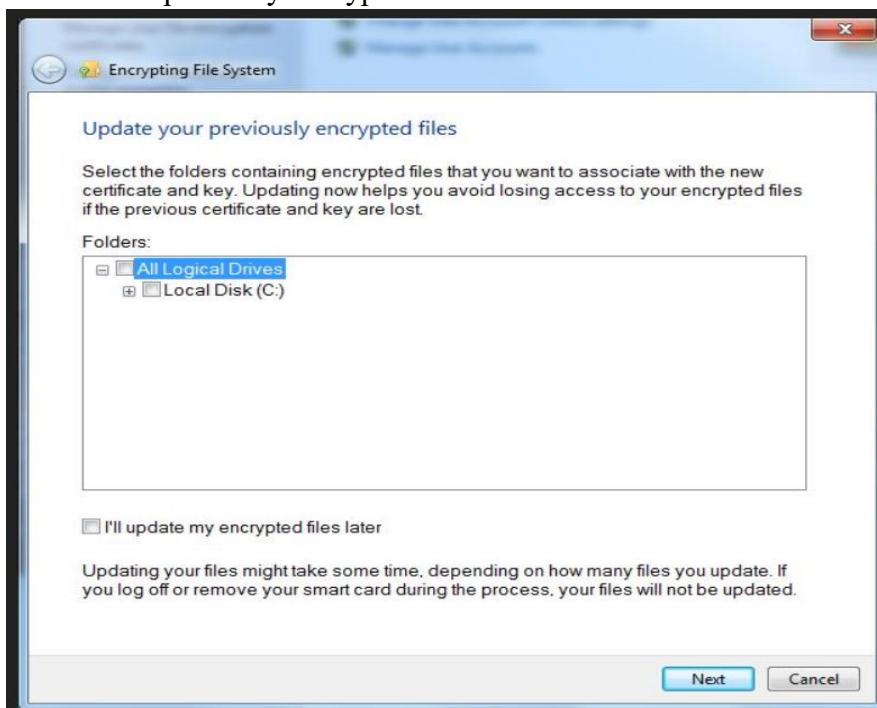 Encrypting File System
Update your previously encrypted files
Select the folders containing encrypted files that you want to associate with the new
certificate and key. Updating now helps you avoid losing access to your encrypted files
if the previous certificate and key are lost.
Folders:
All Logical Drives
Local Disk (C:)
I'll update my encrypted files later
Updating your files might take some time, depending on how many files you update. If
you log off or remove your smart card during the process, your files will not be updated.
Next Cancel